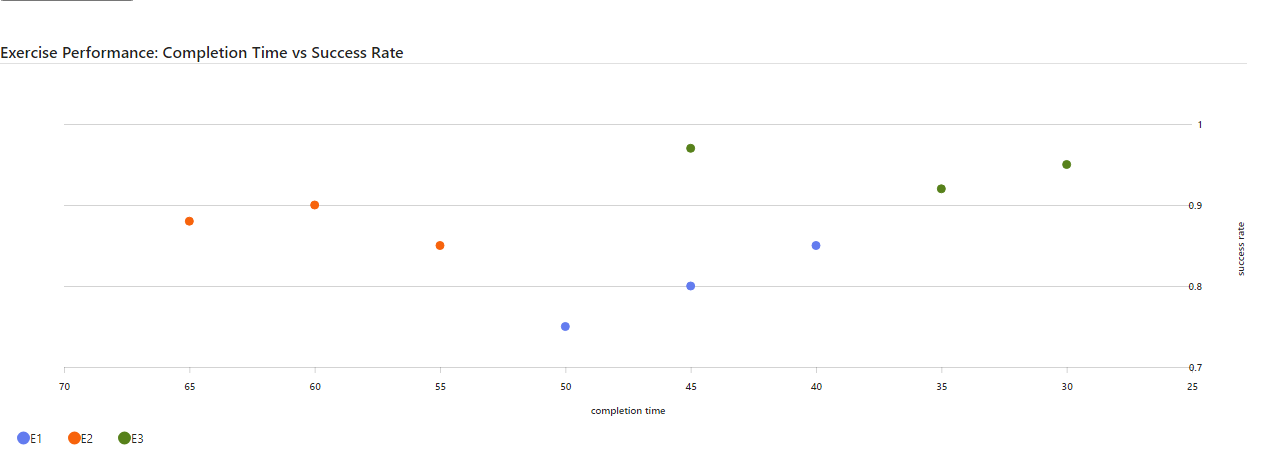 Exercise Performance: Completion Time vs Success Rate
1
0.9
0.8
0.7
success rate
70 65 60 55 50 45 40 35 30 25
completion time
E1 E2 E3